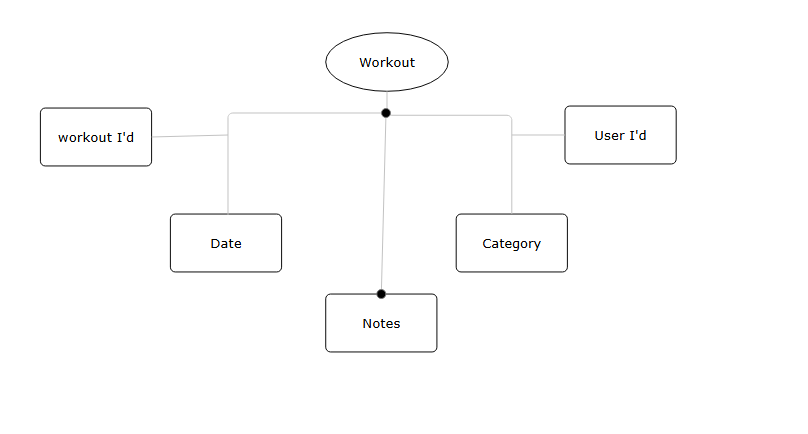 Workout
workout I'd
User I'd
Date
Category
Notes